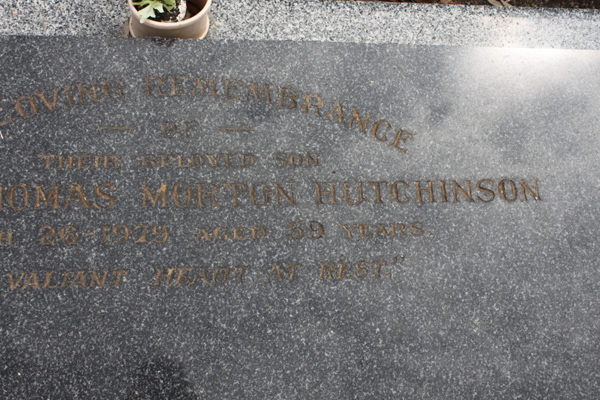 LOVING REMEMBRANCE
— OF —
THEIR BELOVED SON
THOMAS MORTON HUTCHINSON
H 26-1929 AGED 39 YEARS.
VALIANT HEART AT REST."